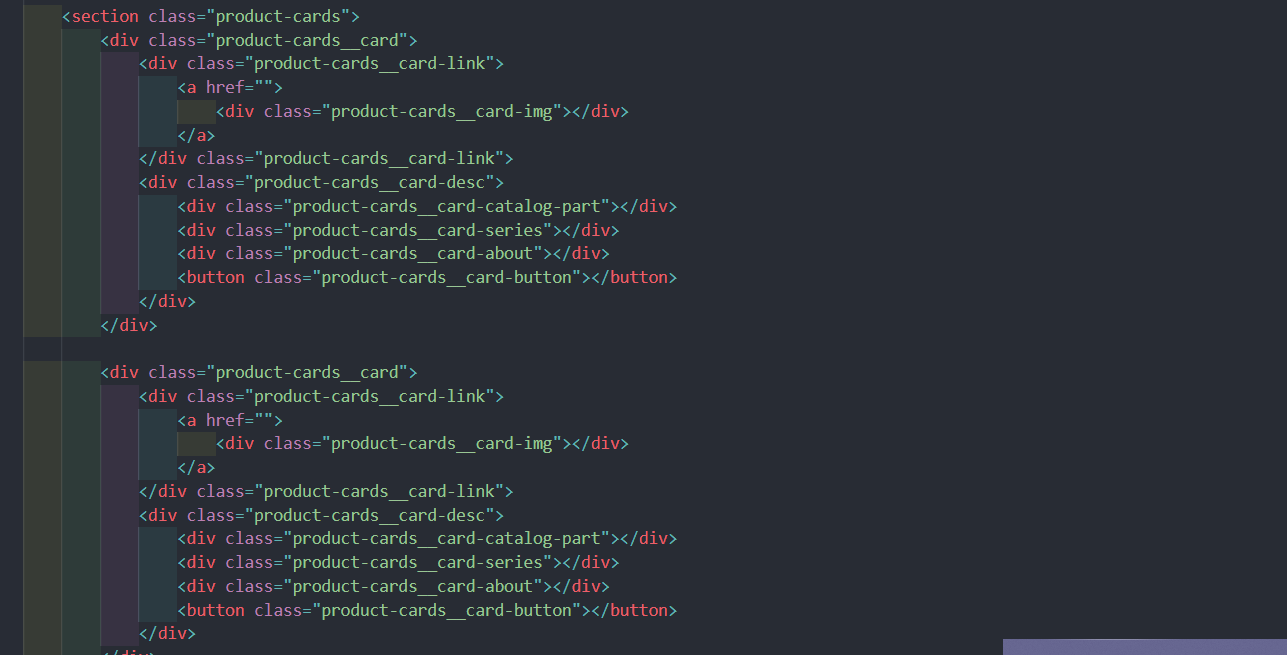 <section class="product-cards">
<div class="product-cards__card">
<div class="product-cards__card-link">
<a href="">
<div class="product-cards__card-img"></div>
</a>
</div class="product-cards__card-link">
<div class="product-cards__card-desc">
<div class="product-cards__card-catalog-part"></div>
<div class="product-cards__card-series"></div>
<div class="product-cards__card-about"></div>
<button class="product-cards__card-button"></button>
</div>
</div>
<div class="product-cards__card">
<div class="product-cards__card-link">
<a href="">
<div class="product-cards__card-img"></div>
</a>
</div class="product-cards__card-link">
<div class="product-cards__card-desc">
<div class="product-cards__card-catalog-part"></div>
<div class="product-cards__card-series"></div>
<div class="product-cards__card-about"></div>
<button class="product-cards__card-button"></button>
</div>
</div>